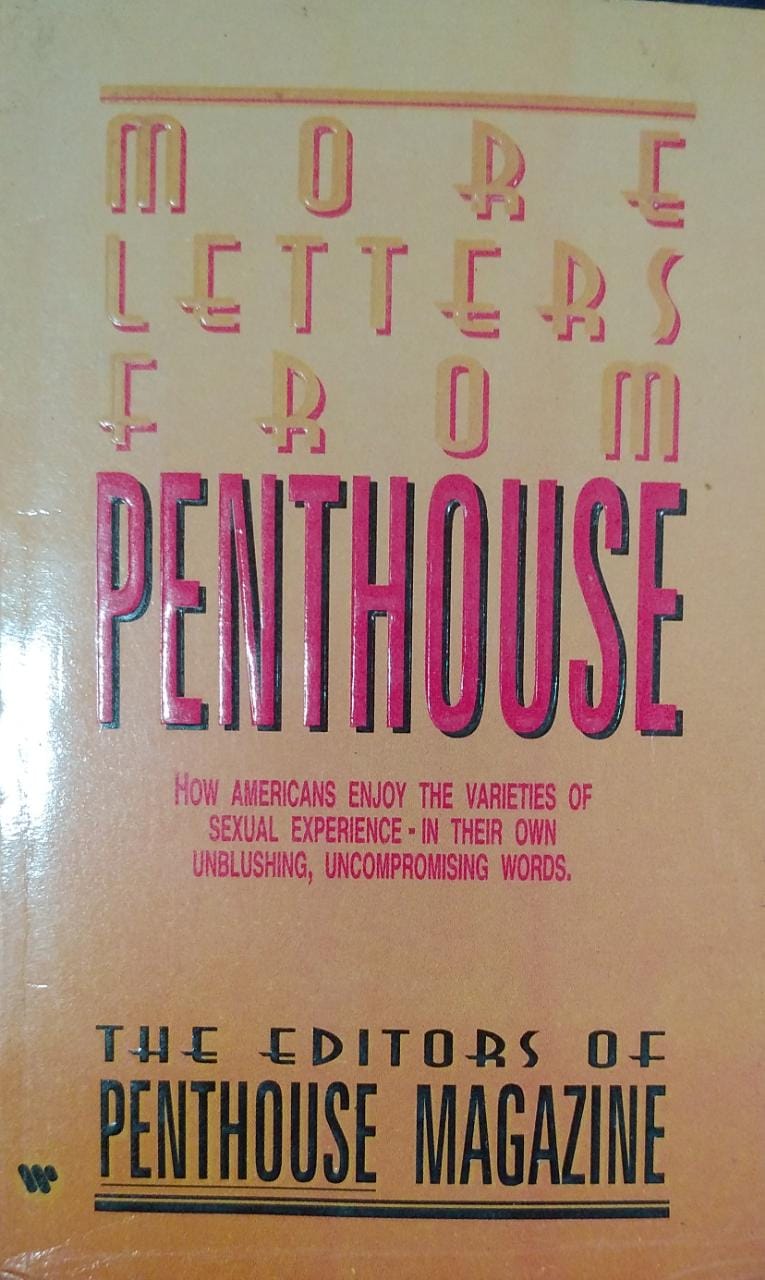 MORE
LETTERS
FROM
PENTHOUSE
HOW AMERICANS ENJOY THE VARIETIES OF
SEXUAL EXPERIENCE - IN THEIR OWN
UNBLUSHING, UNCOMPROMISING WORDS.
THE EDITORS OF
PENTHOUSE MAGAZINE